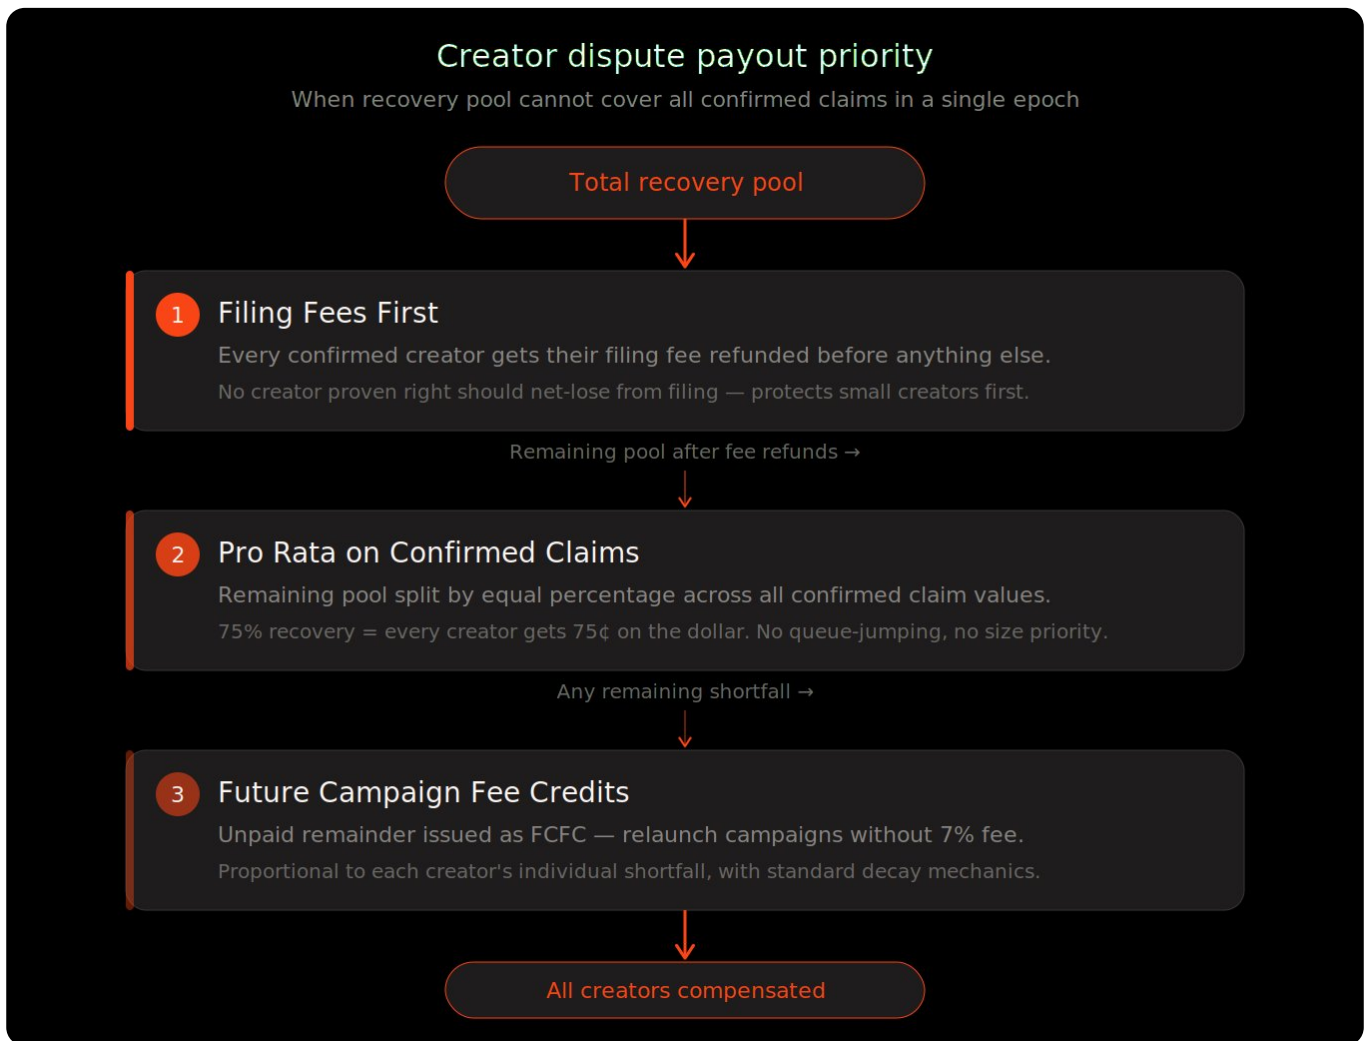 Creator dispute payout priority
When recovery pool cannot cover all confirmed claims in a single epoch
Total recovery pool
1
Filing Fees First
Every confirmed creator gets their filing fee refunded before anything else.
No creator proven right should net-lose from filing — protects small creators first.
Remaining pool after fee refunds →
2
Pro Rata on Confirmed Claims
Remaining pool split by equal percentage across all confirmed claim values.
75% recovery = every creator gets 75¢ on the dollar. No queue-jumping, no size priority.
Any remaining shortfall →
3
Future Campaign Fee Credits
Unpaid remainder issued as FCFC — relaunch campaigns without 7% fee.
Proportional to each creator's individual shortfall, with standard decay mechanics.
All creators compensated